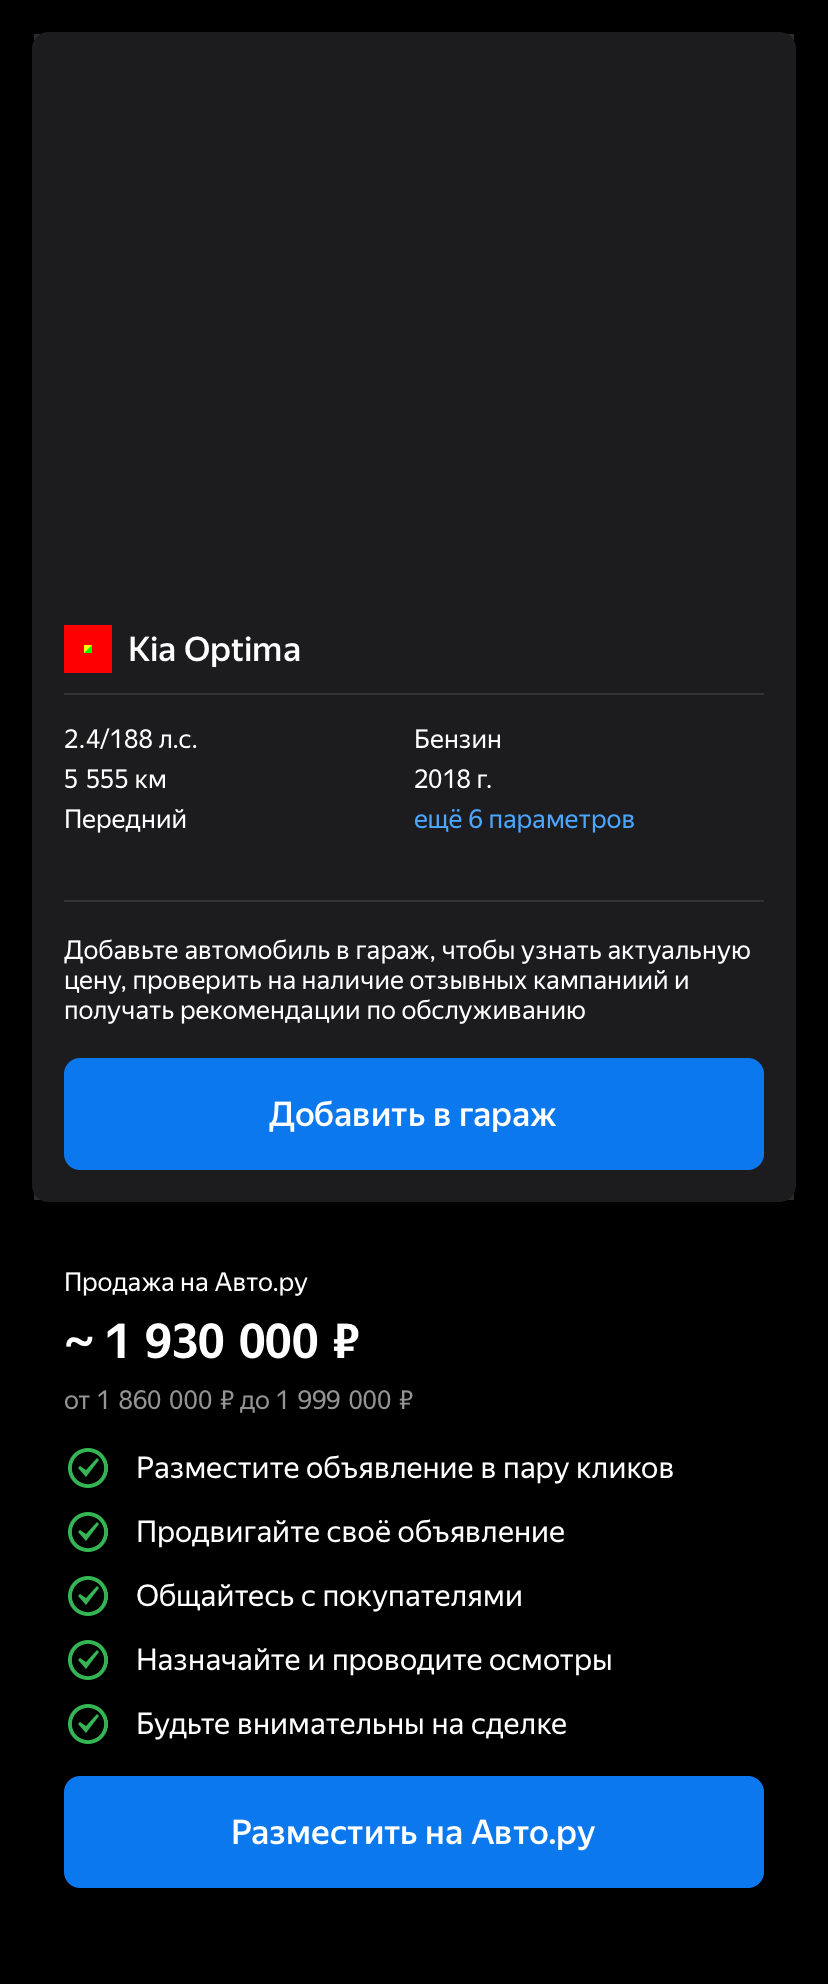 Kia Optima
2.4/188 л.с.
Бензин
5 555 км
2018 г.
Передний
ещё 6 параметров
Добавьте автомобиль в гараж, чтобы узнать актуальную
цену, проверить на наличие отзывных кампаниий и
получать рекомендации по обслуживанию
Добавить в гараж
Продажа на Авто.ру
~ 1 930 000 ₽
от 1 860 000 ₽ до 1 999 000 ₽
Разместите объявление в пару кликов
Продвигайте своё объявление
Общайтесь с покупателями
Назначайте и проводите осмотры
Будьте внимательны на сделке
Разместить на Авто.ру